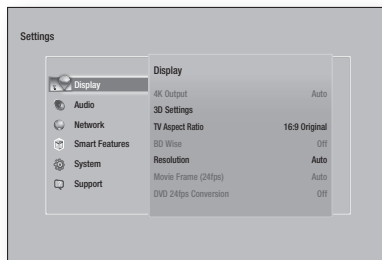 Settings
Display
Audio
Network
Smart Features
System
Support
Display
4K Output Auto
3D Settings
TV Aspect Ratio 16:9 Original
BD Wise Off
Resolution Auto
Movie Frame (24fps) Auto
DVD 24fps Conversion Off